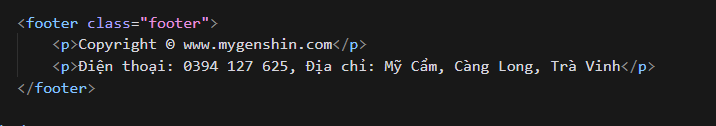 <footer class="footer">
<p>Copyright © www.mygenshin.com</p>
<p>Điện thoại: 0394 127 625, Địa chỉ: Mỹ Cẩm, Càng Long, Trà Vinh</p>
</footer>